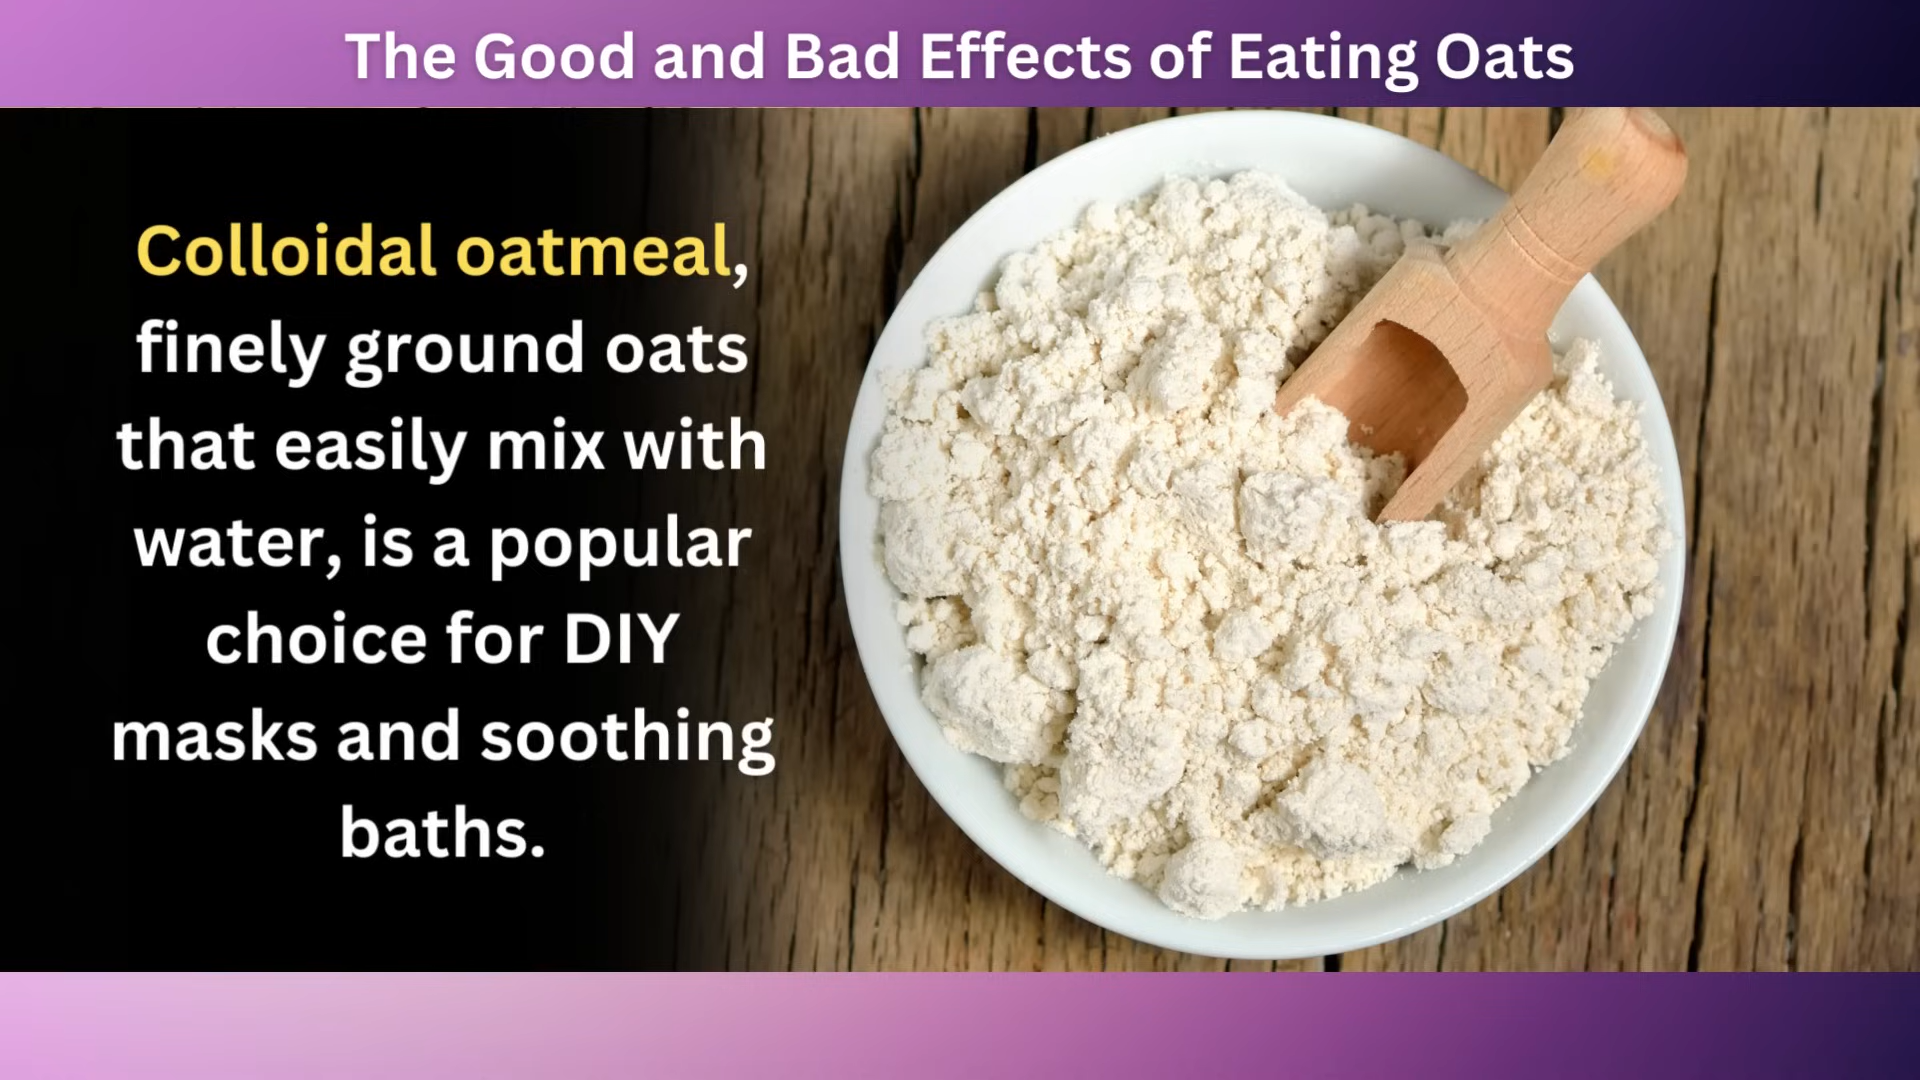 The Good and Bad Effects of Eating Oats
Colloidal oatmeal,
finely ground oats
that easily mix with
water, is a popular
choice for DIY
masks and soothing
baths.